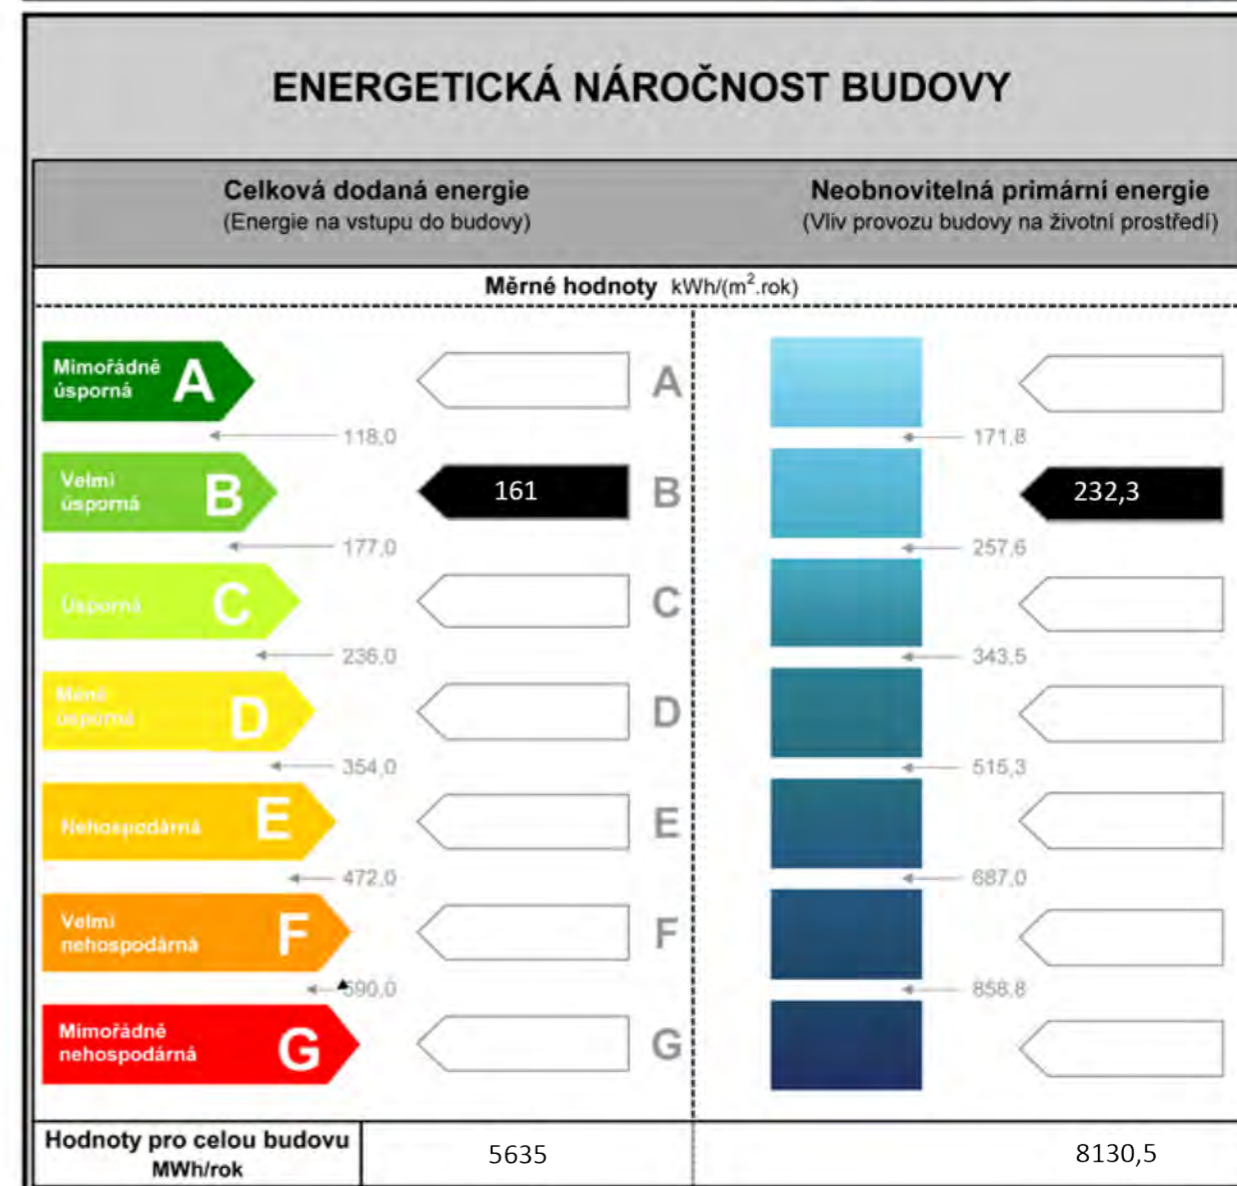 ENERGETICKÁ NÁROČNOST BUDOVY
Celková dodaná energie
(Energie na vstupu do budovy)
Neobnovitelná primární energie
(Vliv provozu budovy na životní prostředí)
Měrné hodnoty kWh/(m².rok)
Mimořádně
úsporná
A
A
118,0
171,8
Velmi
úsporná
B
161
B
232,3
177,0
257,6
Úsporná
C
C
236,0
343,5
Méně
úsporná
D
D
354,0
515,3
Nehospodárná
E
E
472,0
687,0
Velmi
nehospodárná
F
F
590,0
858,8
Mimořádně
nehospodárná
G
G
Hodnoty pro celou budovu
MWh/rok
5635
8130,5